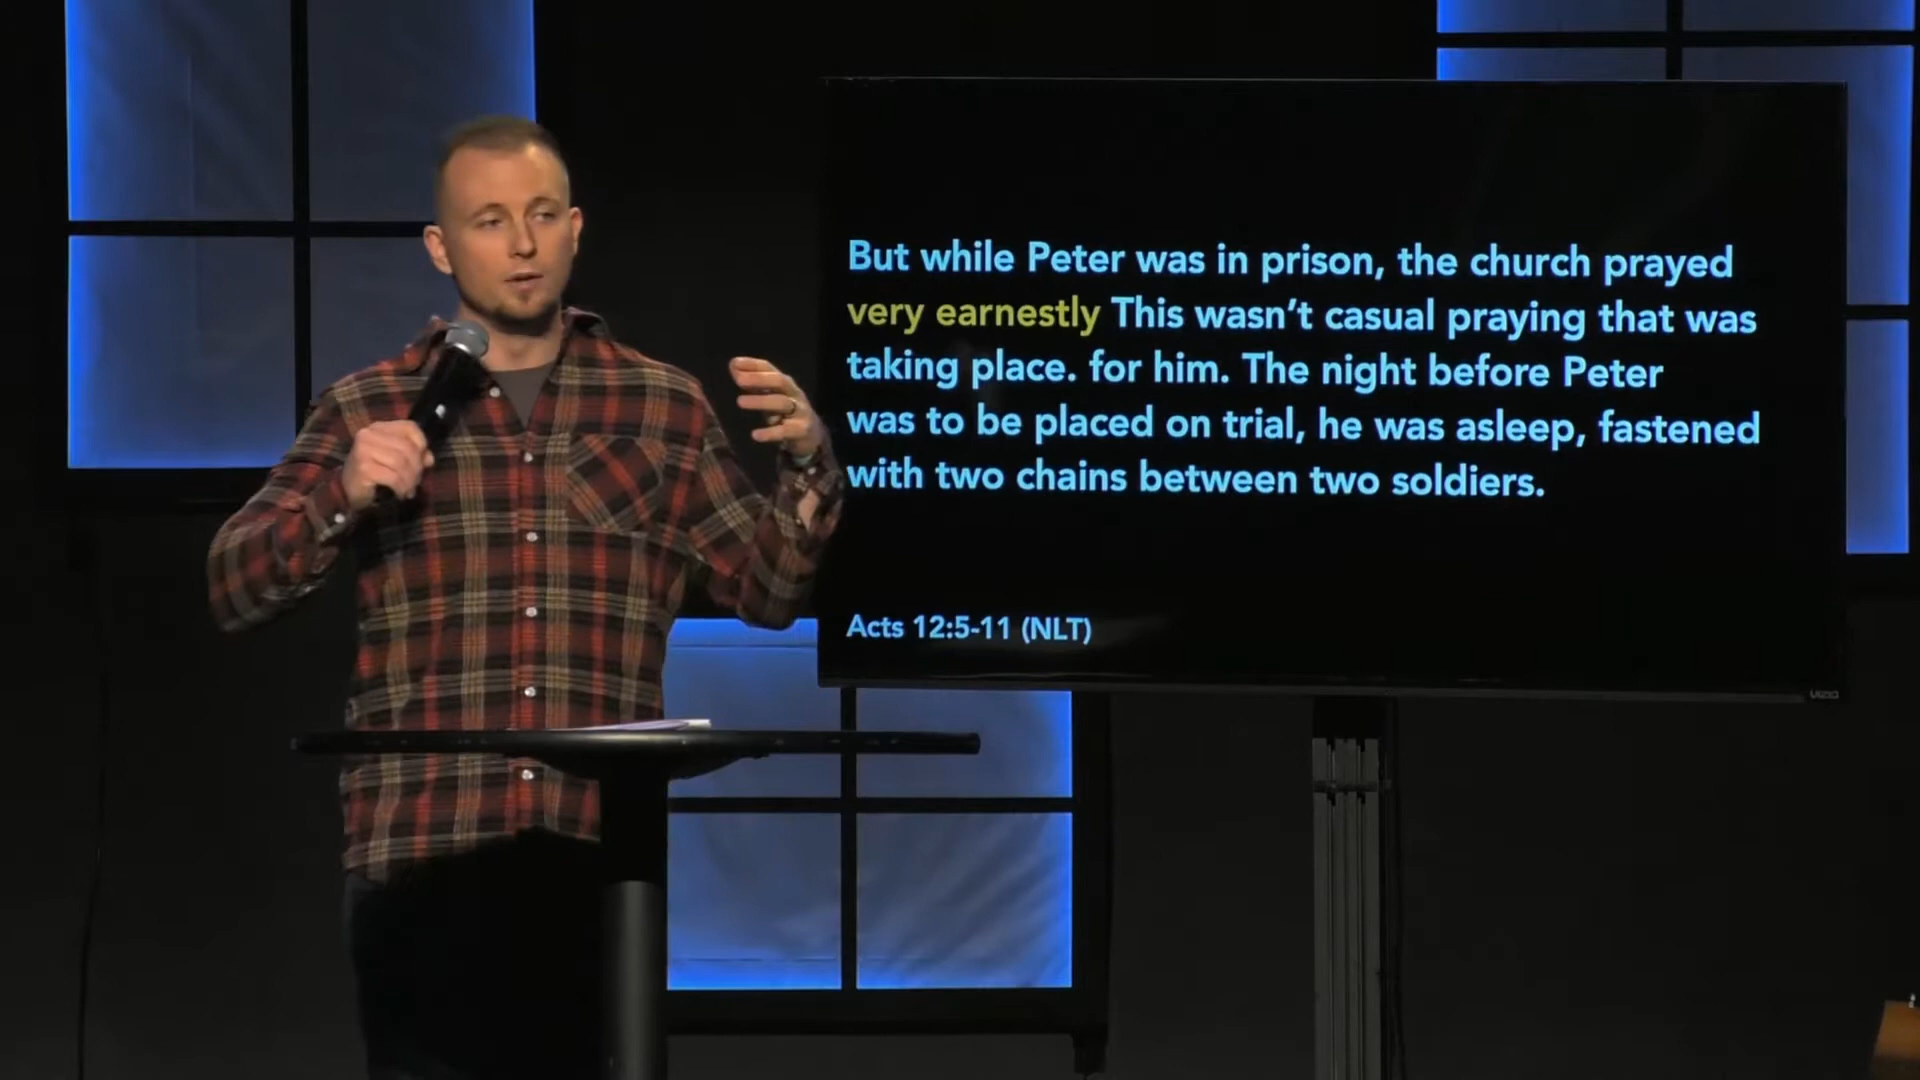 But while Peter was in prison, the church prayed
very earnestly This wasn't casual praying that was
taking place. for him. The night before Peter
was to be placed on trial, he was asleep, fastened
with two chains between two soldiers.
Acts 12:5-11 (NLT)
VIZIO